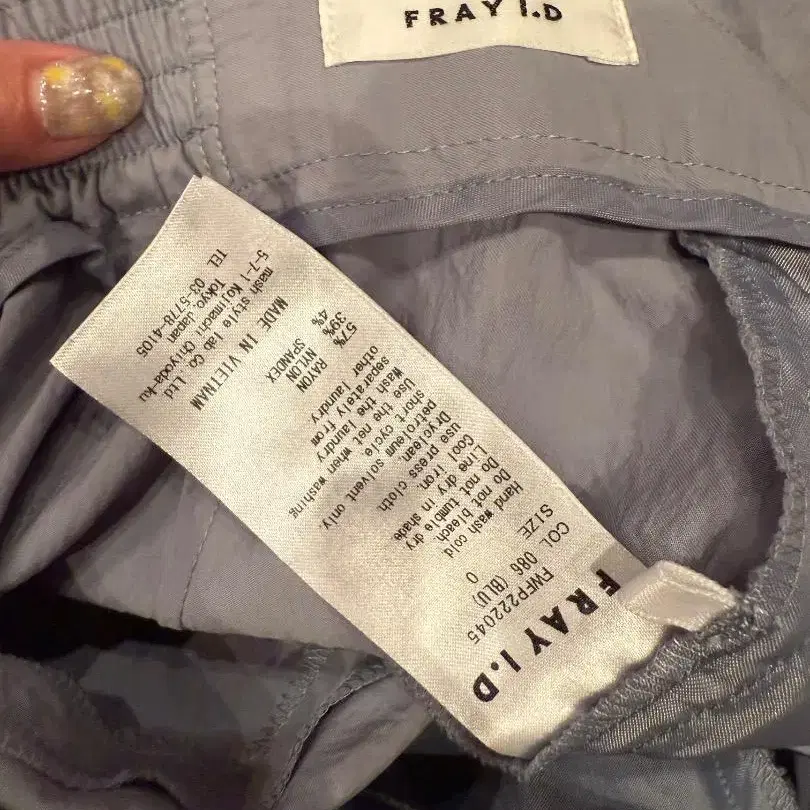 FRAY I.D
FRAY I.D
FWFP222045
COL 086 (BLU)
SIZE 0
Hand wash cold
Do not bleach.
Do not tumble dry.
Line dry in shade.
Cool iron.
use press cloth.
Dryclean,
petroleum solvent only.
short cycle.
Use the net when washing
Wash the laundry
separately from
other laundry
57% RAYON
39% NYLON
4% SPANDEX
MADE IN VIETNAM
mash style lab Co. Ltd
5-7-1 Kojimachi Chiyoda-ku
Tokyo Japan
TEL 03-5778-4105